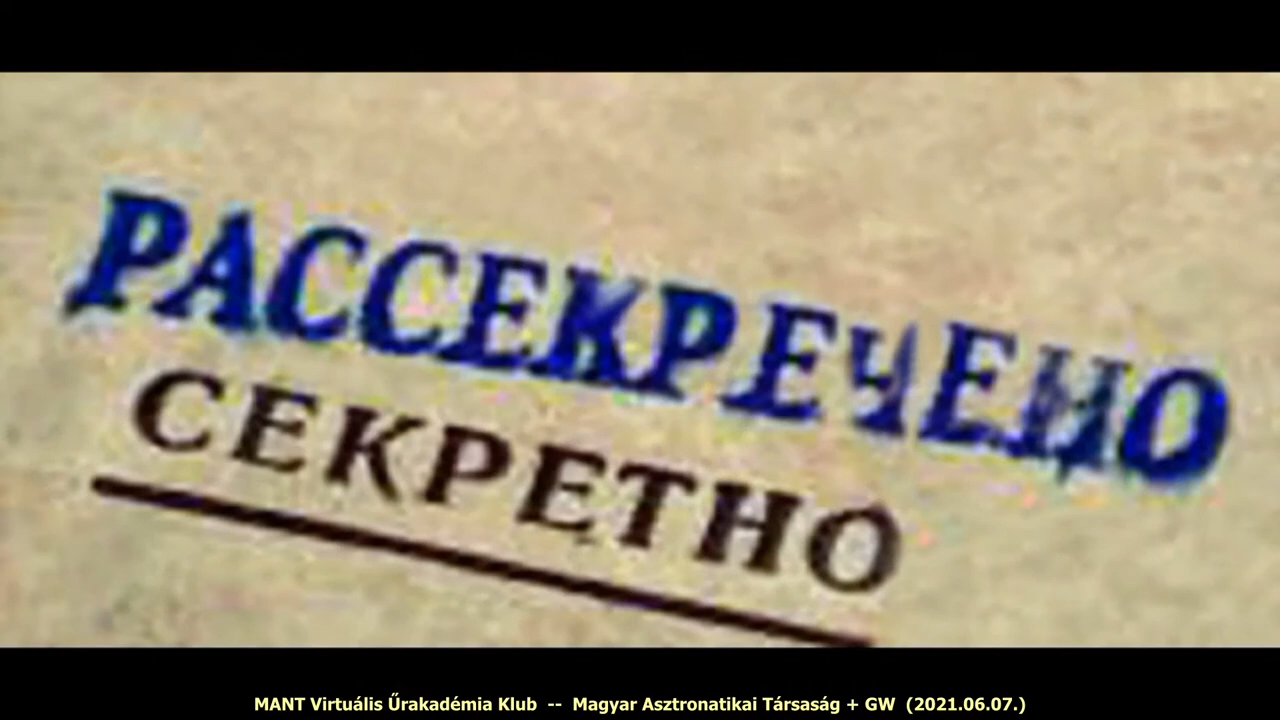 РАССЕКРЕЧЕНО
СЕКРЕТНО
MANT Virtuális Űrakadémia Klub -- Magyar Asztronatikai Társaság + GW (2021.06.07.)